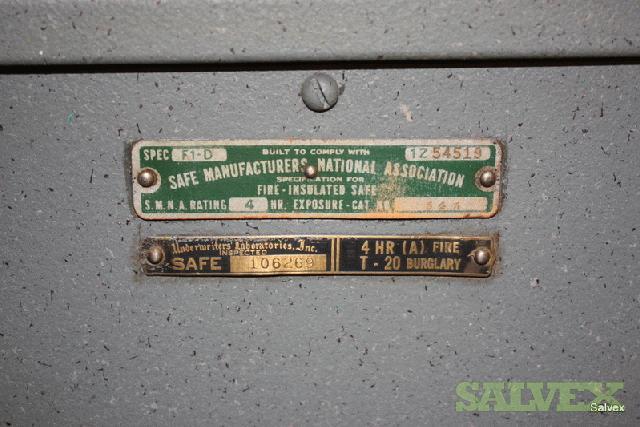 SPEC F1-D BUILT TO COMPLY WITH 1Z 54519
SAFE MANUFACTURERS NATIONAL ASSOCIATION
SPECIFICATION FOR
FIRE-INSULATED SAFE
S.M.N.A. RATING 4 HR. EXPOSURE-CAT.
Underwriters Laboratories, Inc.
INSPECTED
SAFE 106269
4 HR (A) FIRE
T-20 BURGLARY
SALVEX
Salvex